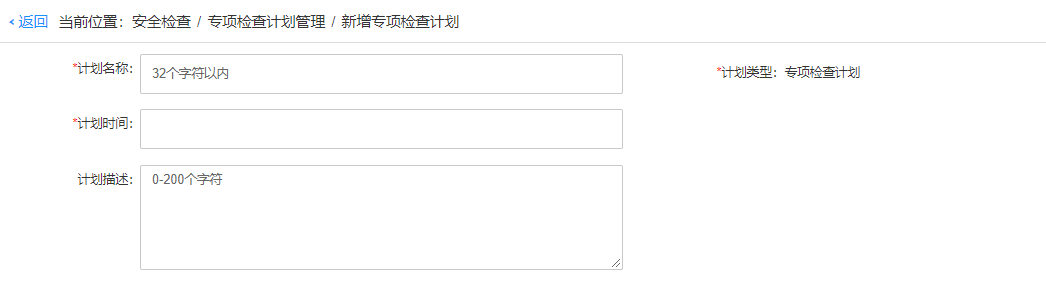 ‹ 返回 当前位置：安全检查 / 专项检查计划管理 / 新增专项检查计划
*计划名称： 32个字符以内 *计划类型：专项检查计划
*计划时间：
计划描述： 0-200个字符